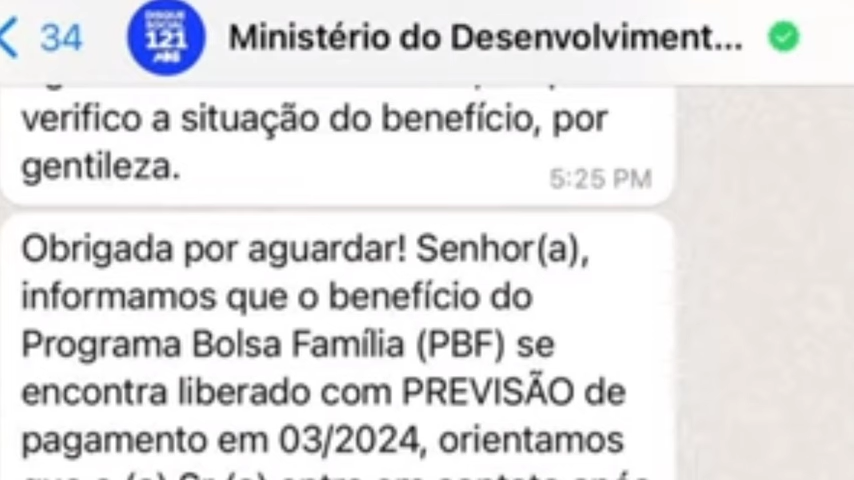 34
DISQUE
SOCIAL
121
Ministério do Desenvolviment...
verifico a situação do benefício, por
gentileza.
5:25 PM
Obrigada por aguardar! Senhor(a),
informamos que o benefício do
Programa Bolsa Família (PBF) se
encontra liberado com PREVISÃO de
pagamento em 03/2024, orientamos